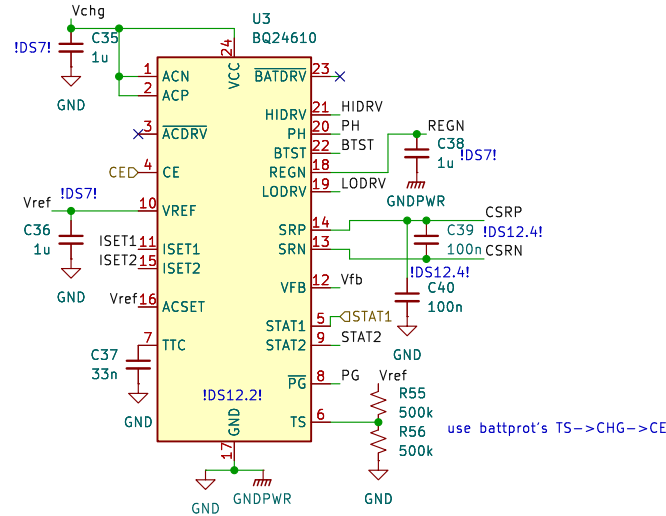 Vchg
U3
BQ24610
!DS7!
C35
1u
GND
24
VCC
1 ACN
2 ACP
3 ACDRV
CE 4 CE
BATDRV 23
HIDRV 21 HIDRV
PH 20 PH
BTST 22 BTST
REGN 18 REGN
LODRV 19 LODRV
C38
1u
!DS7!
GNDPWR
!DS7!
Vref 10 VREF
C36
1u
GND
ISET1 11 ISET1
ISET2 15 ISET2
SRP 14 CSRP
SRN 13 CSRN
C39
100n
!DS12.4!
!DS12.4!
C40
100n
GND
VFB 12 Vfb
Vref 16 ACSET
STAT1 5 STAT1
STAT2 9 STAT2
7 TTC
C37
33n
GND
PG 8 PG
Vref
R55
500k
!DS12.2!
TS 6
R56
500k
GND
use battprot's TS->CHG->CE
GND
17
GND
GNDPWR